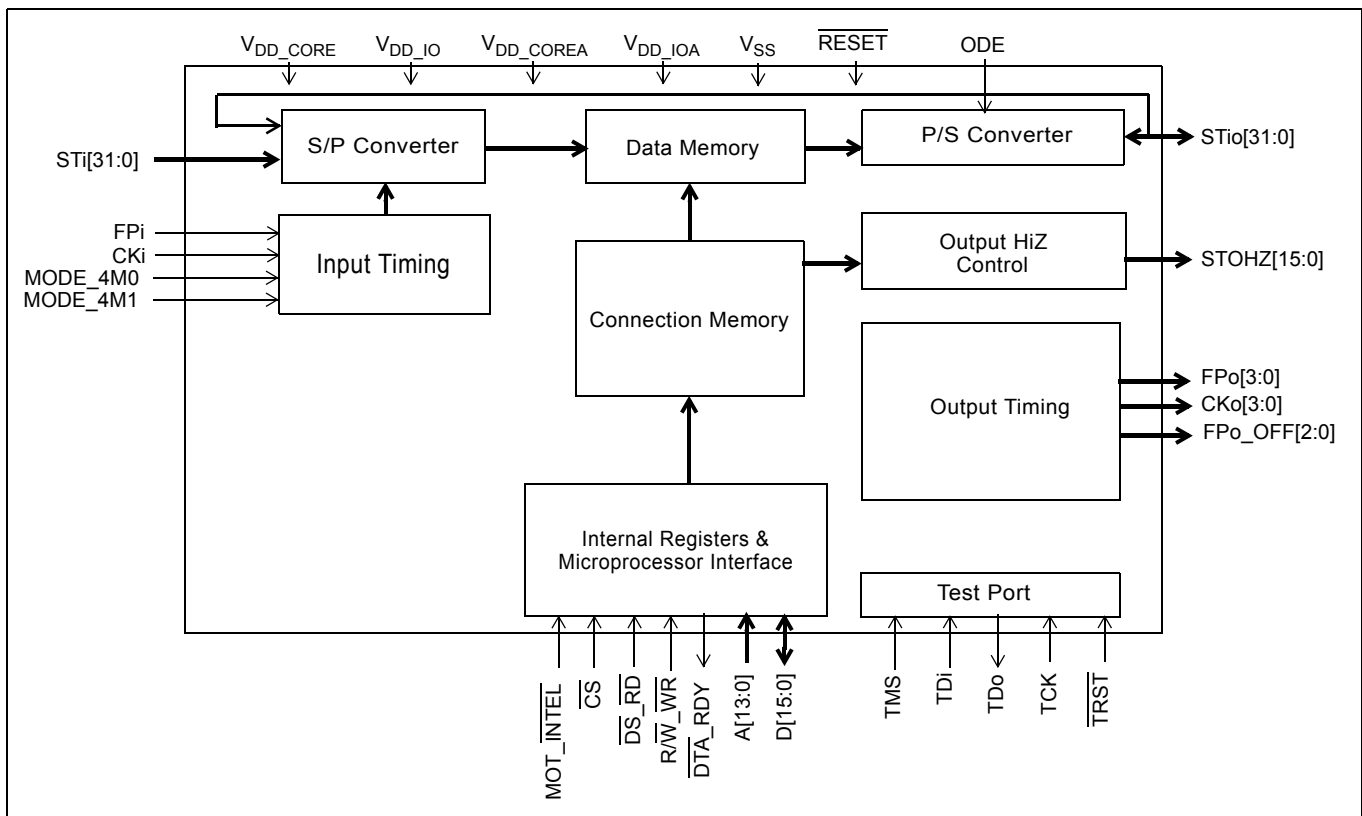 VDD_CORE VDD_IO VDD_COREA VDD_IOA VSS RESET ODE
S/P Converter
Data Memory
P/S Converter
STi[31:0]
STio[31:0]
FPi
CKi
MODE_4M0
MODE_4M1
Input Timing
Connection Memory
Output HiZ
Control
STOHZ[15:0]
Output Timing
FPo[3:0]
CKo[3:0]
FPo_OFF[2:0]
Internal Registers &
Microprocessor Interface
Test Port
MOT_INTEL
CS
DS_RD
R/W_WR
DTA_RDY
A[13:0]
D[15:0]
TMS
TDi
TDo
TCK
TRST